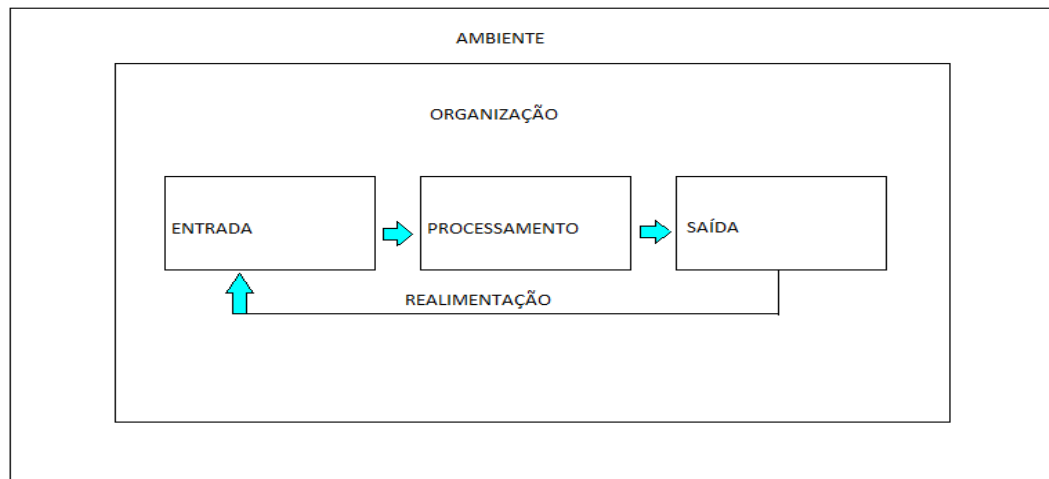 AMBIENTE
ORGANIZAÇÃO
ENTRADA
PROCESSAMENTO
SAÍDA
REALIMENTAÇÃO